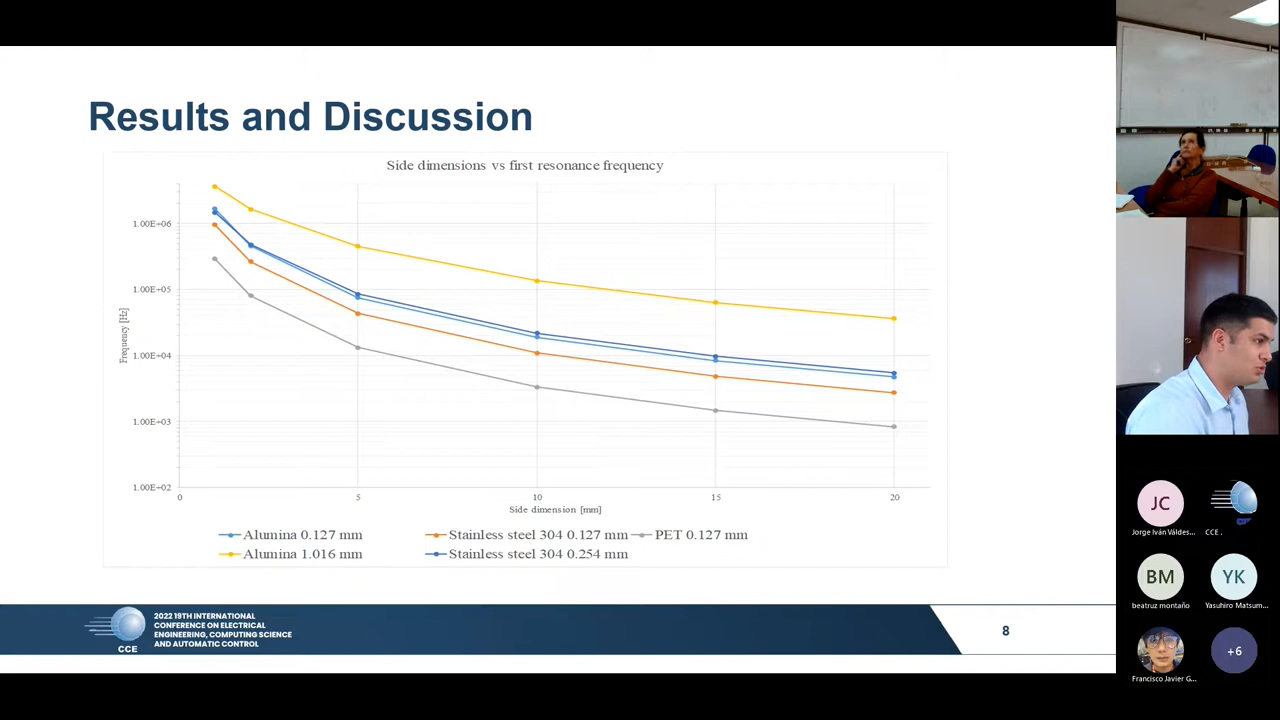 Results and Discussion
Side dimensions vs first resonance frequency
1.00E+06
1.00E+05
1.00E+04
1.00E+03
1.00E+02
Frequency [Hz]
0 5 10 15 20
Side dimension [mm]
Alumina 0.127 mm Stainless steel 304 0.127 mm PET 0.127 mm
Alumina 1.016 mm Stainless steel 304 0.254 mm
CCE
2022 19TH INTERNATIONAL
CONFERENCE ON ELECTRICAL
ENGINEERING, COMPUTING SCIENCE
AND AUTOMATIC CONTROL
8
JC
Jorge Iván Váldes...
CCE .
BM
beatruz montaño
YK
Yasuhiro Matsum...
Francisco Javier G...
+6